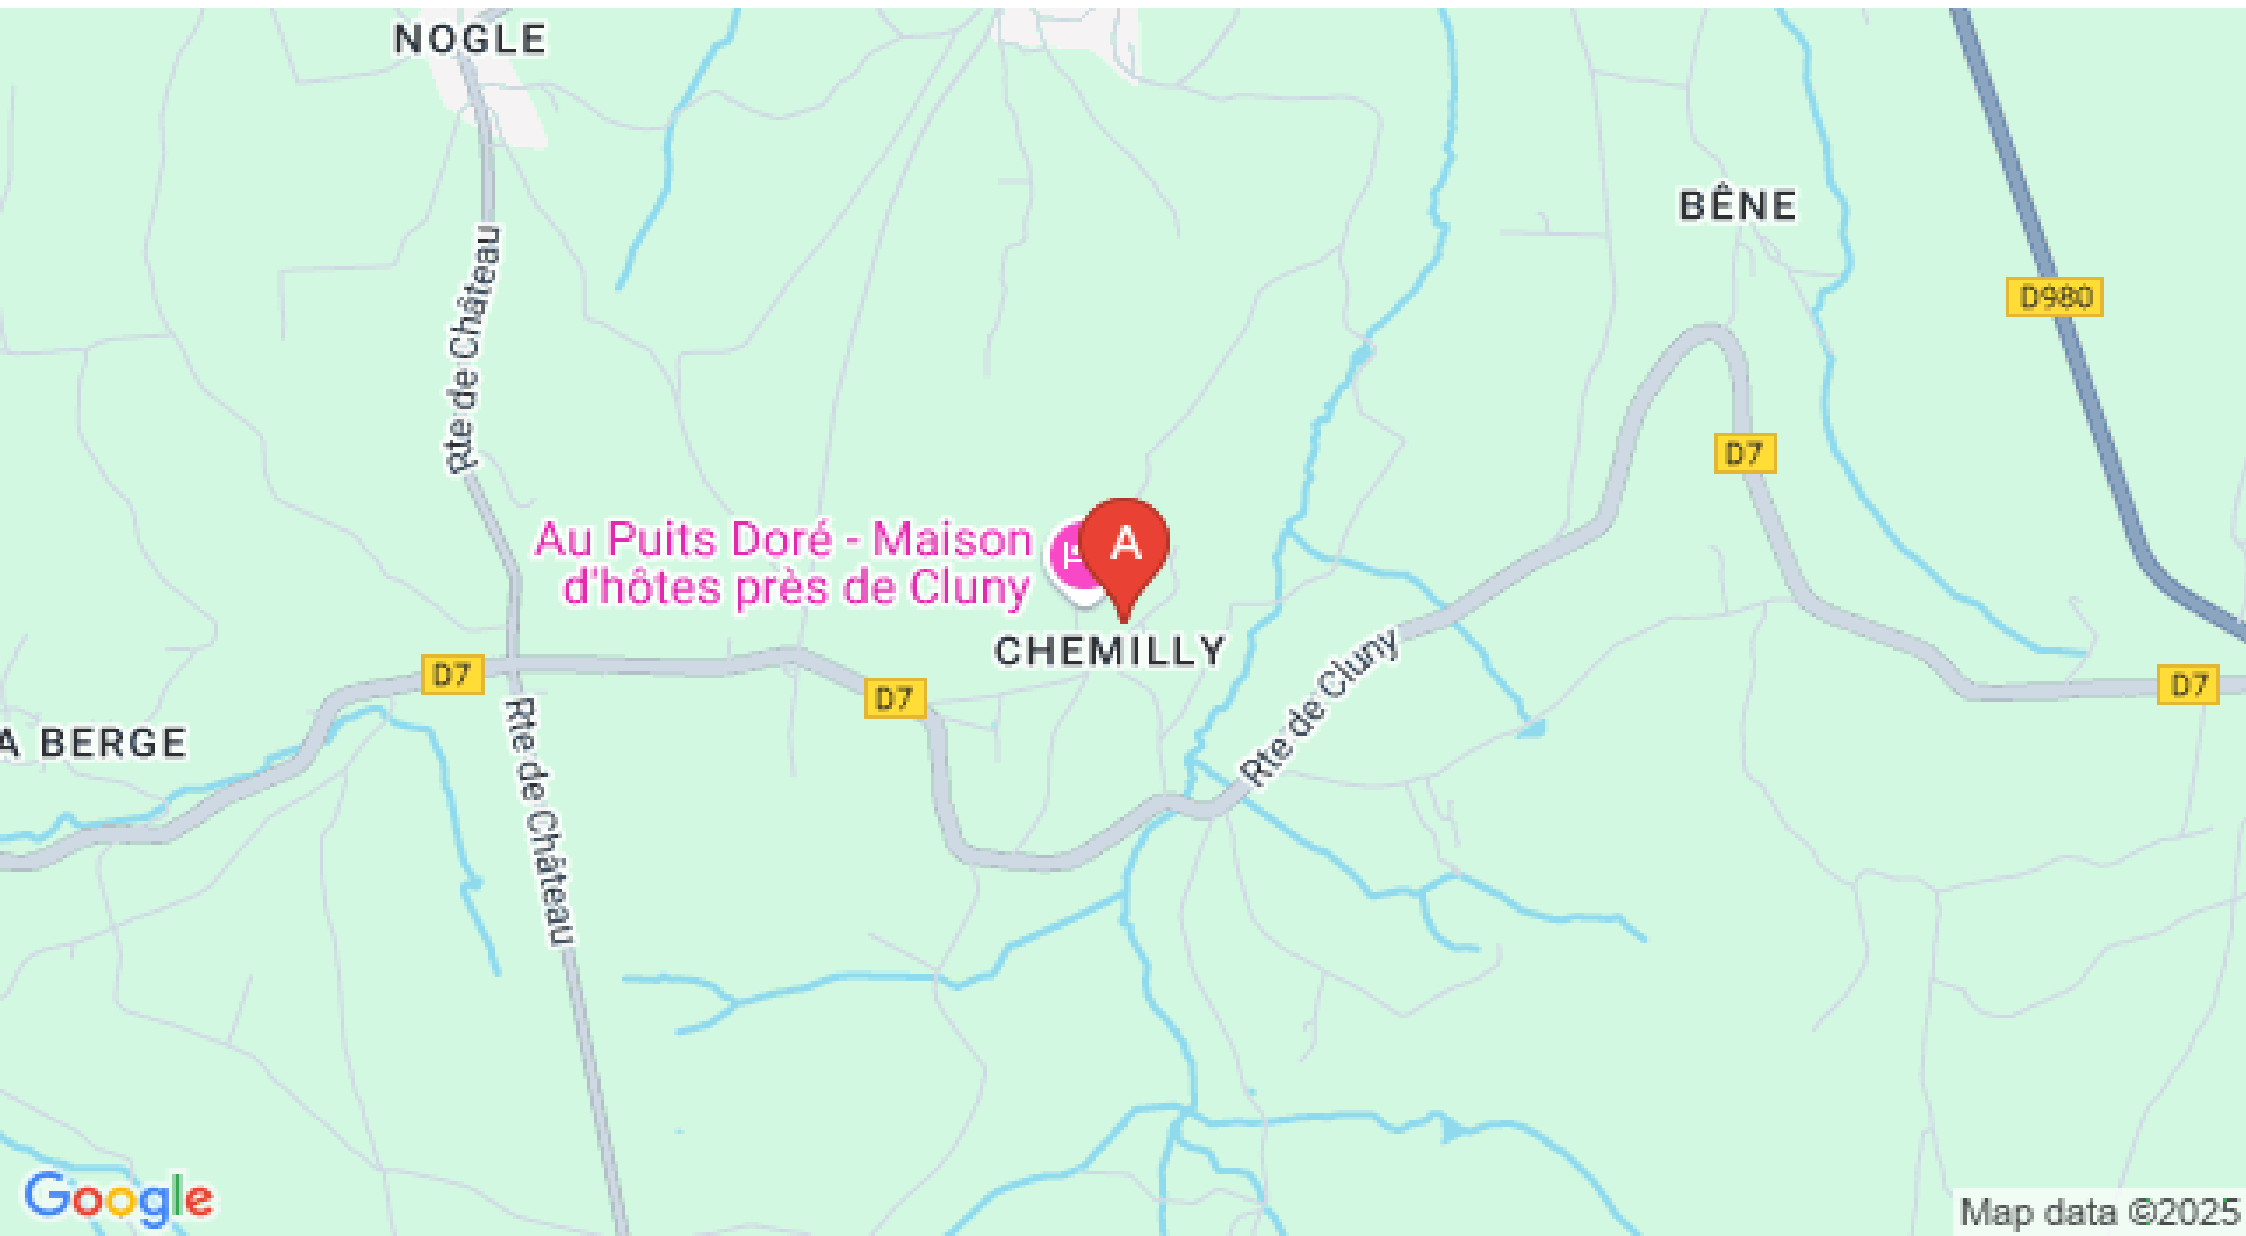 NOGLE
BÊNE
Rte de Château
D980
D7
Au Puits Doré - Maison
d'hôtes près de Cluny
A
CHEMILLY
Rte de Cluny
D7
D7
D7
Rte de Château
A BERGE
Google
Map data ©2025